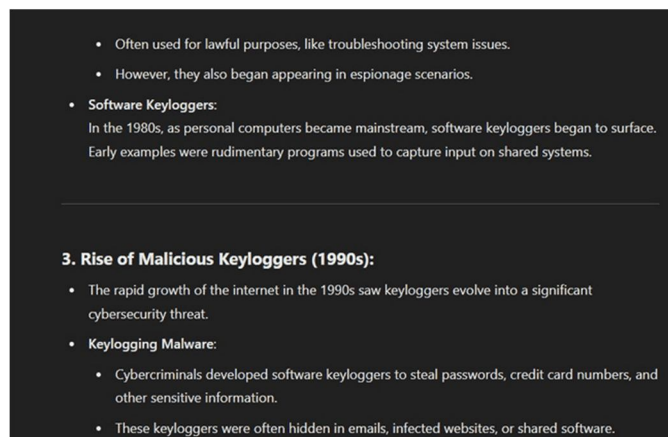 • Often used for lawful purposes, like troubleshooting system issues.
• However, they also began appearing in espionage scenarios.
• Software Keyloggers:
In the 1980s, as personal computers became mainstream, software keyloggers began to surface.
Early examples were rudimentary programs used to capture input on shared systems.
3. Rise of Malicious Keyloggers (1990s):
• The rapid growth of the internet in the 1990s saw keyloggers evolve into a significant
cybersecurity threat.
• Keylogging Malware:
• Cybercriminals developed software keyloggers to steal passwords, credit card numbers, and
other sensitive information.
• These keyloggers were often hidden in emails, infected websites, or shared software.